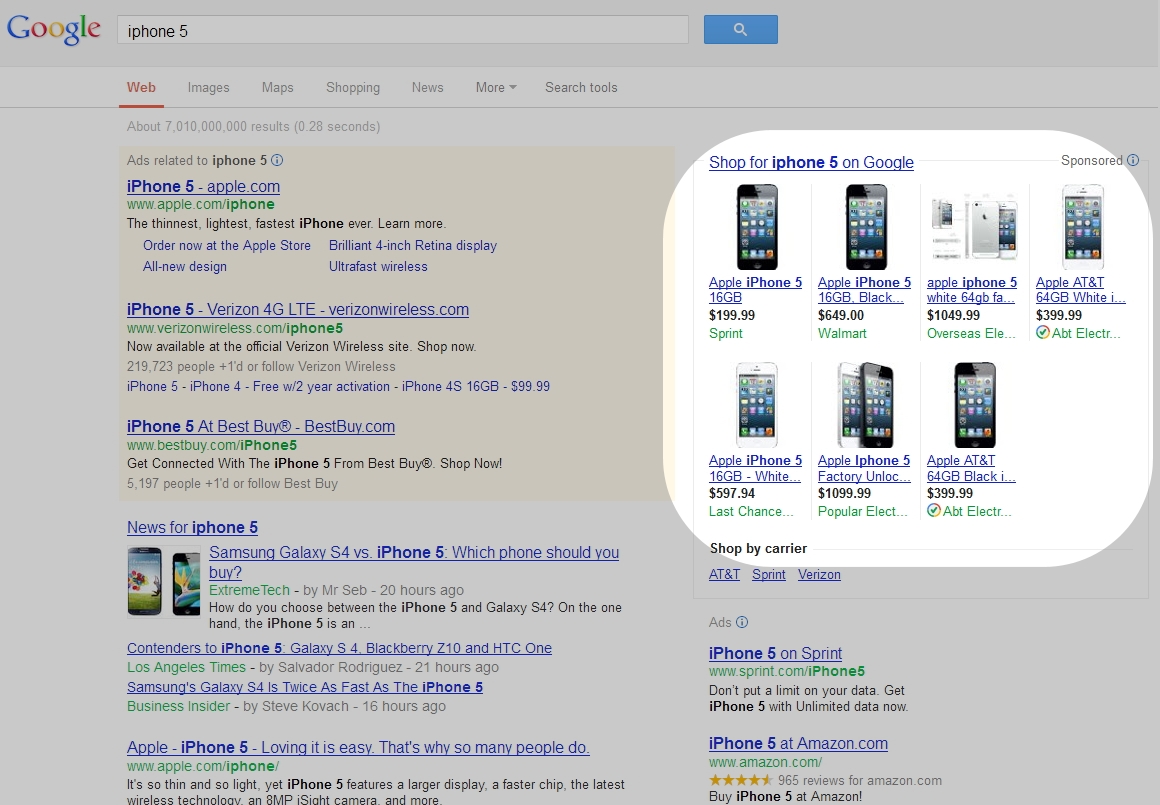 Google
iphone 5
Web Images Maps Shopping News More Search tools
About 7,010,000,000 results (0.28 seconds)
Ads related to iphone 5
iPhone 5 - apple.com
www.apple.com/iphone
The thinnest, lightest, fastest iPhone ever. Learn more.
Order now at the Apple Store Brilliant 4-inch Retina display
All-new design Ultrafast wireless
iPhone 5 - Verizon 4G LTE - verizonwireless.com
www.verizonwireless.com/iphone5
Now available at the official Verizon Wireless site. Shop now.
219,723 people +1'd or follow Verizon Wireless
iPhone 5 - iPhone 4 - Free w/2 year activation - iPhone 4S 16GB - $99.99
iPhone 5 At Best Buy® - BestBuy.com
www.bestbuy.com/iPhone5
Get Connected With The iPhone 5 From Best Buy®. Shop Now!
5,197 people +1'd or follow Best Buy
News for iphone 5
Samsung Galaxy S4 vs. iPhone 5: Which phone should you
buy?
ExtremeTech - by Mr Seb - 20 hours ago
How do you choose between the iPhone 5 and Galaxy S4? On the one
hand, the iPhone 5 is an ...
Contenders to iPhone 5: Galaxy S 4, Blackberry Z10 and HTC One
Los Angeles Times - by Salvador Rodriguez - 21 hours ago
Samsung's Galaxy S4 Is Twice As Fast As The iPhone 5
Business Insider - by Steve Kovach - 16 hours ago
Apple - iPhone 5 - Loving it is easy. That's why so many people do.
www.apple.com/iphone/
It's so thin and so light, yet iPhone 5 features a larger display, a faster chip, the latest
wireless technology, an 8MP iSight camera, and more.
Shop for iphone 5 on Google Sponsored
Apple iPhone 5 Apple iPhone 5 apple iphone 5 Apple AT&T
16GB 16GB, Black... white 64gb fa... 64GB White i...
$199.99 $649.00 $1049.99 $399.99
Sprint Walmart Overseas Ele... Abt Electr...
Apple iPhone 5 Apple Iphone 5 Apple AT&T
16GB - White... Factory Unloc... 64GB Black i...
$597.94 $1099.99 $399.99
Last Chance... Popular Elect... Abt Electr...
Shop by carrier
AT&T Sprint Verizon
Ads
iPhone 5 on Sprint
www.sprint.com/iPhone5
Don't put a limit on your data. Get
iPhone 5 with Unlimited data now.
iPhone 5 at Amazon.com
www.amazon.com/
965 reviews for amazon.com
Buy iPhone 5 at Amazon!